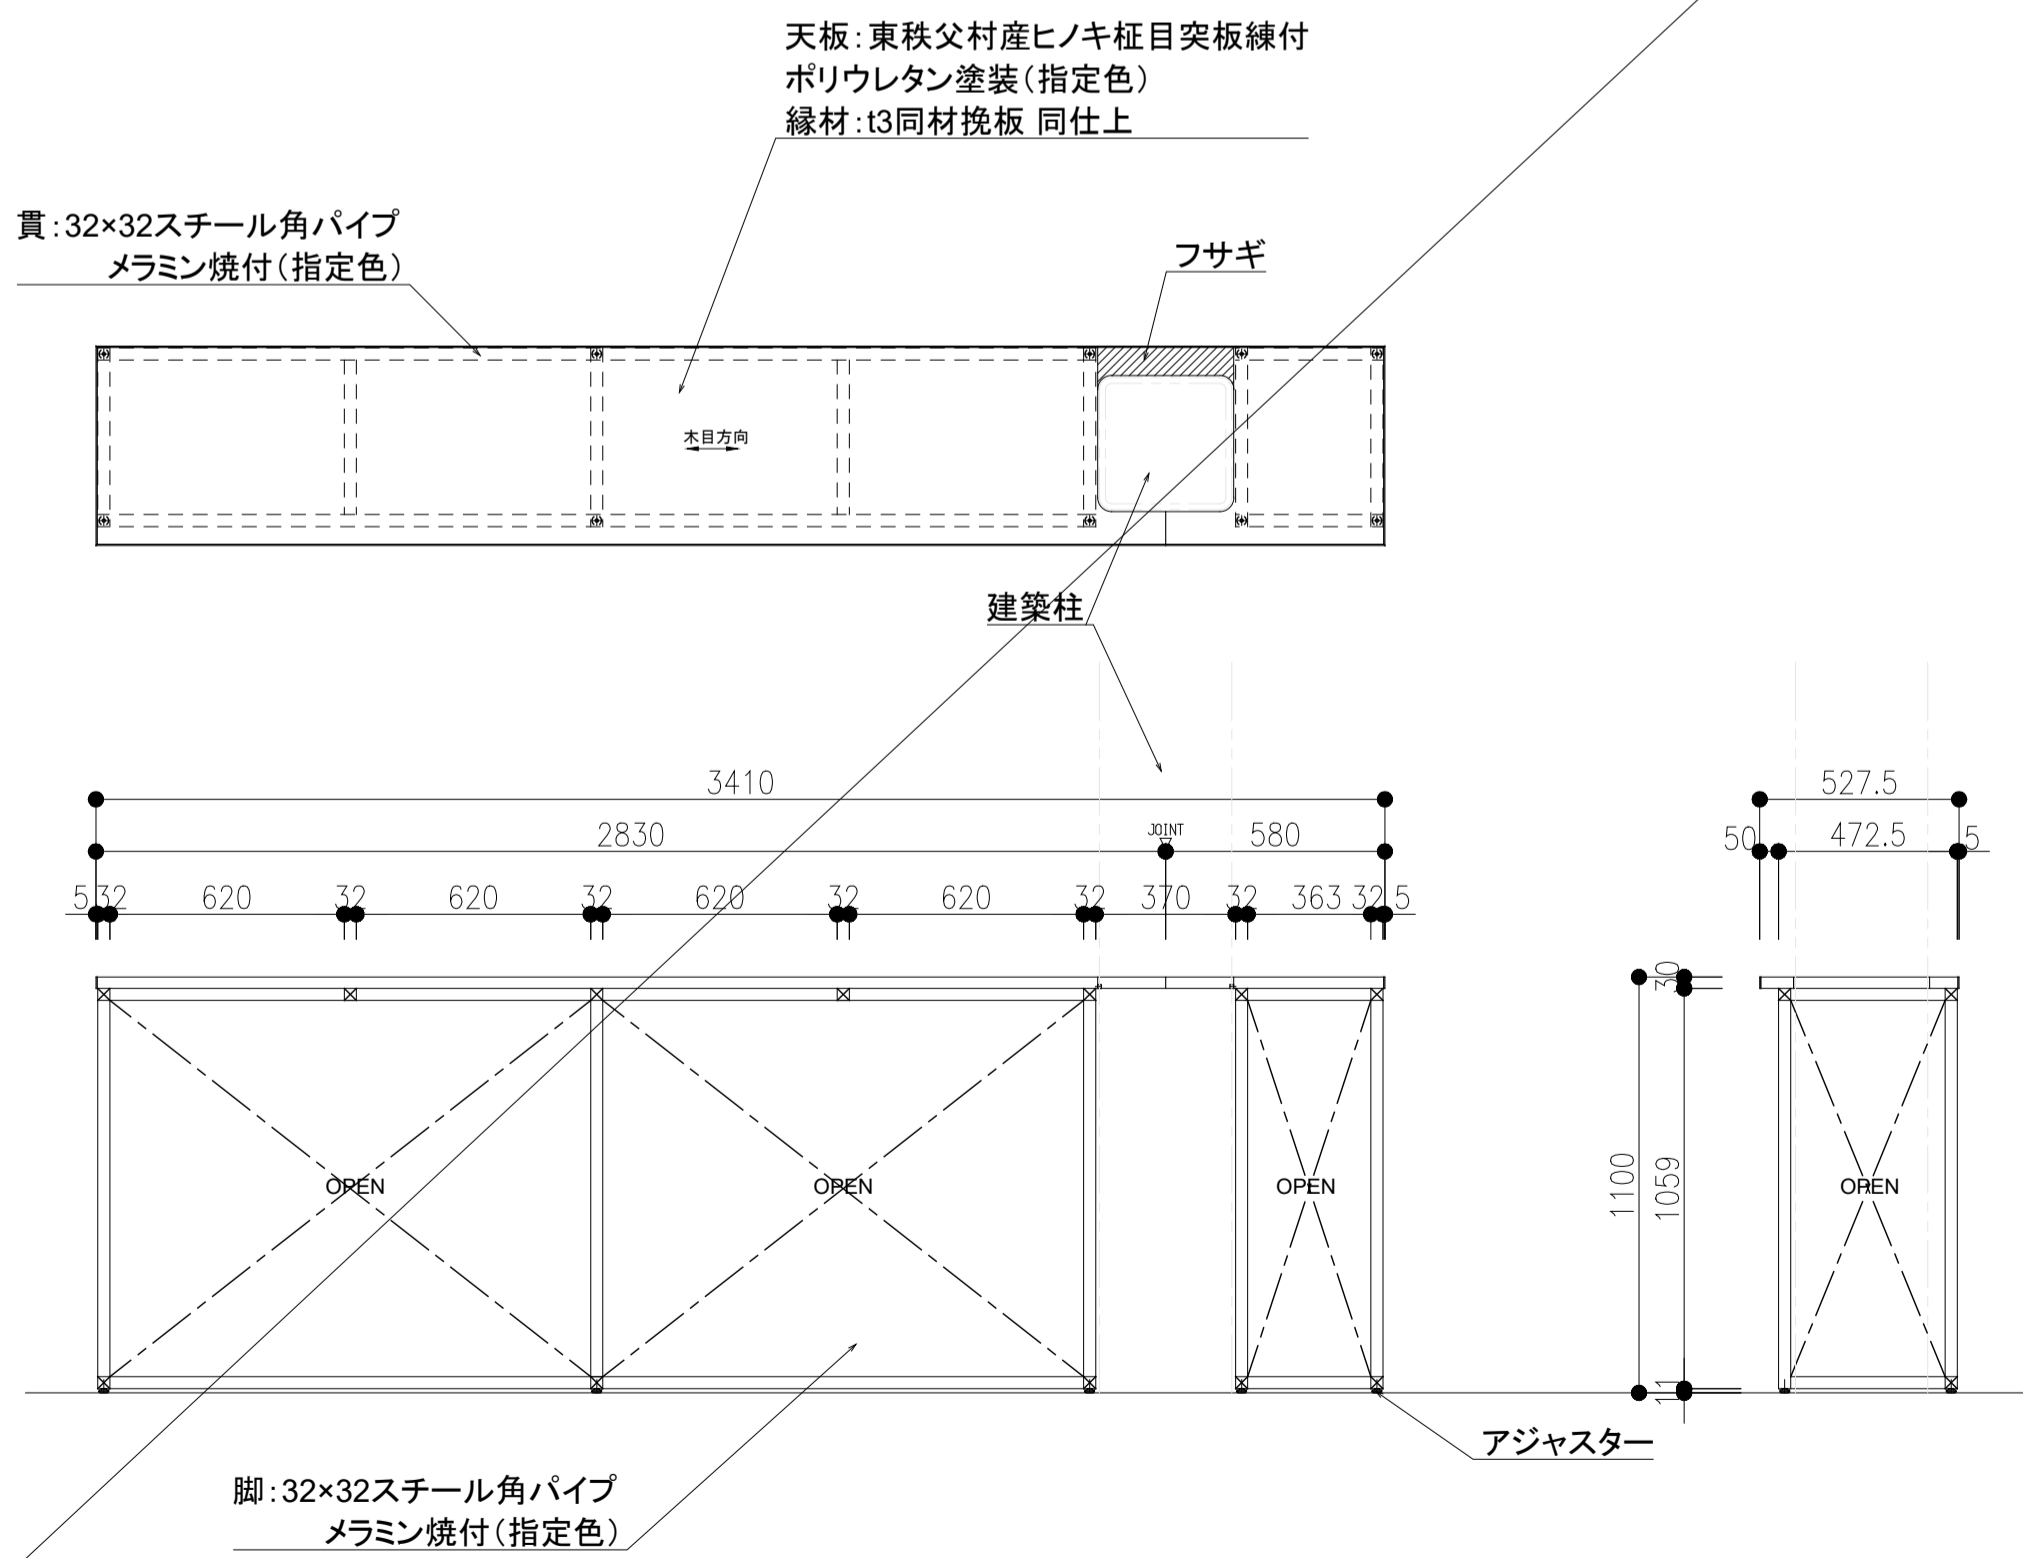 天板：東秩父村産ヒノキ柾目突板練付
ポリウレタン塗装（指定色）
縁材：t3同材挽板 同仕上
貫：32×32スチール角パイプ
メラミン焼付（指定色）
フサギ
木目方向
建築柱
3410
527.5
2830
JOINT
580
50
472.5
5
5
32
620
32
620
32
620
32
620
32
370
32
363
32
5
30
1100
1059
11
OPEN
OPEN
OPEN
OPEN
アジャスター
脚：32×32スチール角パイプ
メラミン焼付（指定色）